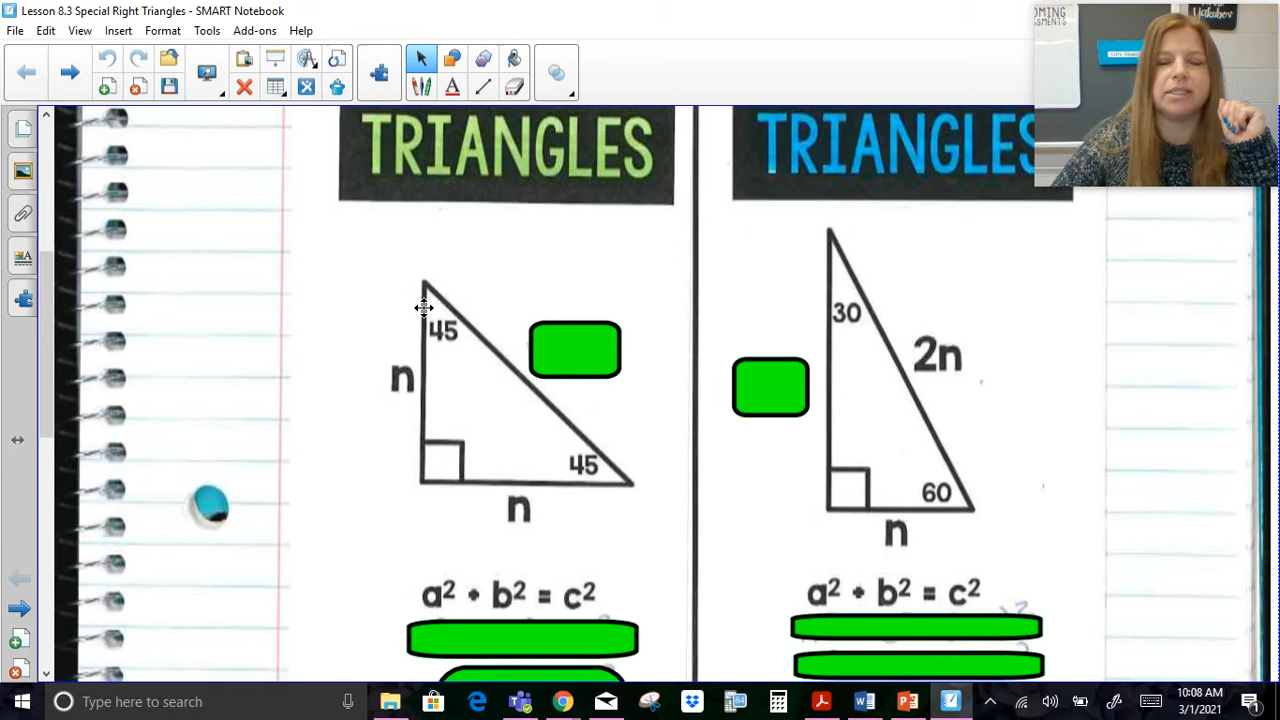 Lesson 8.3 Special Right Triangles - SMART Notebook
File Edit View Insert Format Tools Add-ons Help
TRIANGLES
TRIANGLES
45
n
45
n
a² + b² = c²
30
2n
60
n
a² + b² = c²
Type here to search
10:08 AM
3/1/2021